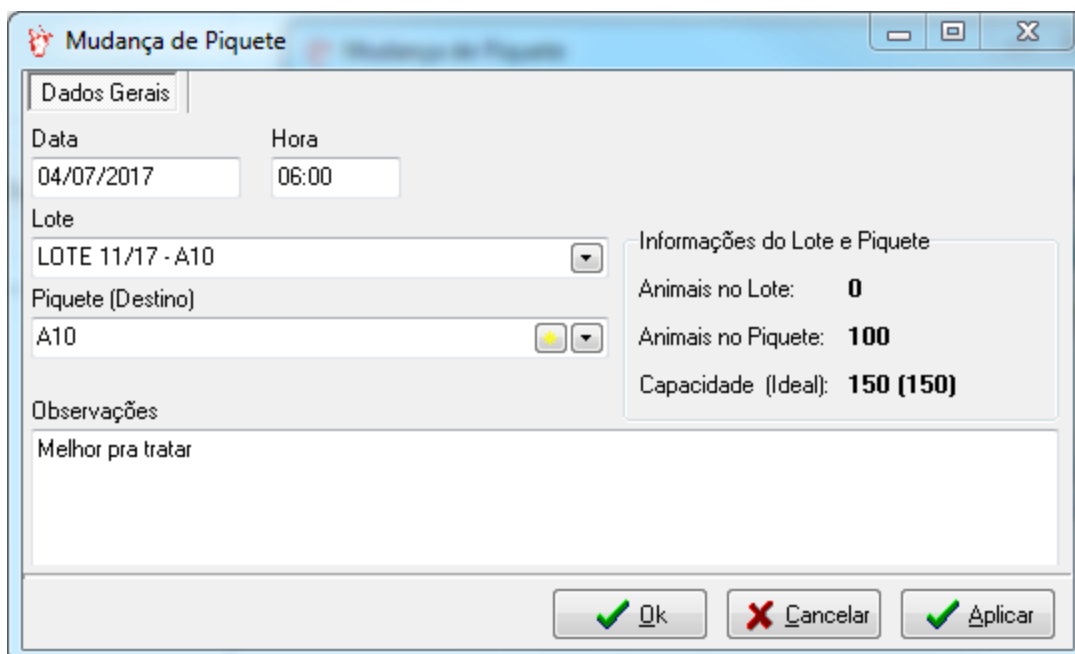 Mudança de Piquete
Dados Gerais
Data
Hora
04/07/2017
06:00
Lote
LOTE 11/17 - A10
Piquete (Destino)
A10
Informações do Lote e Piquete
Animais no Lote: 0
Animais no Piquete: 100
Capacidade (Ideal): 150 (150)
Observações
Melhor pra tratar
Ok
Cancelar
Aplicar